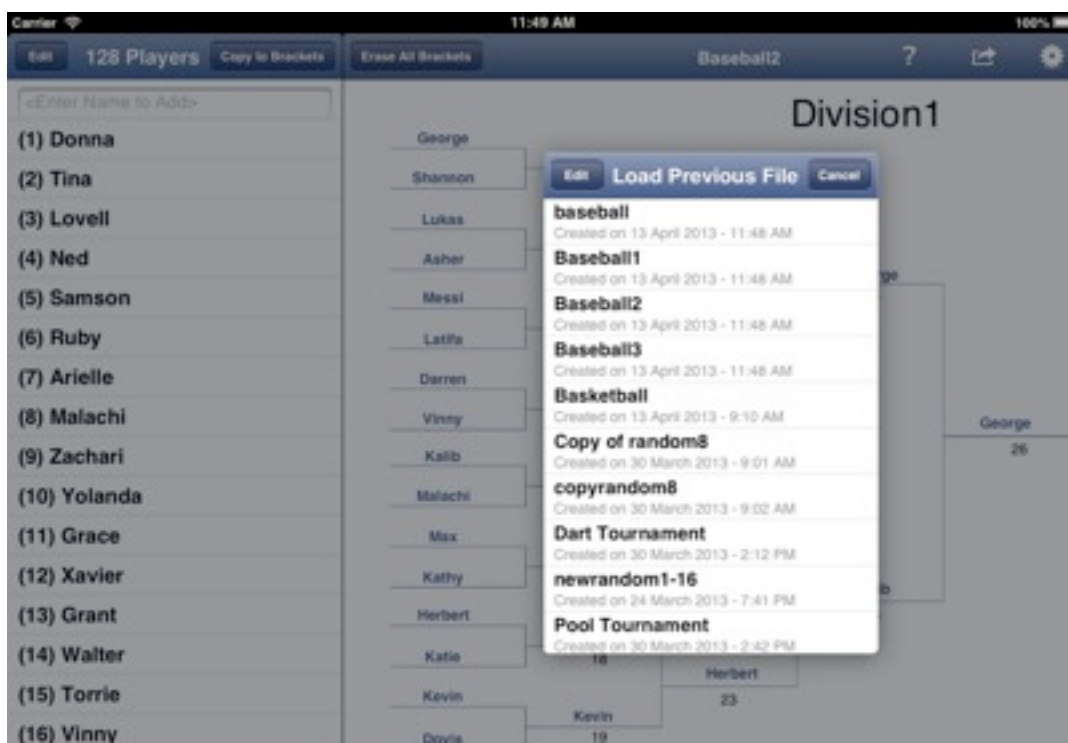 Carrier
11:49 AM
100%
Edit
128 Players
Copy to Brackets
Erase All Brackets
Baseball2
?
<Enter Name to Add>
(1) Donna
(2) Tina
(3) Lovell
(4) Ned
(5) Samson
(6) Ruby
(7) Arielle
(8) Malachi
(9) Zachari
(10) Yolanda
(11) Grace
(12) Xavier
(13) Grant
(14) Walter
(15) Torrie
(16) Vinny
Division1
George
Shannon
Lukas
Asher
Messi
Latifa
Darren
Vinny
Kalib
Malachi
Max
Kathy
Herbert
Katie
Kevin
18
Kevin
19
Herbert
23
George
26
Edit
Load Previous File
Cancel
baseball
Created on 13 April 2013 - 11:48 AM
Baseball1
Created on 13 April 2013 - 11:48 AM
Baseball2
Created on 13 April 2013 - 11:48 AM
Baseball3
Created on 13 April 2013 - 11:48 AM
Basketball
Created on 13 April 2013 - 9:10 AM
Copy of random8
Created on 30 March 2013 - 9:01 AM
copyrandom8
Created on 30 March 2013 - 9:02 AM
Dart Tournament
Created on 30 March 2013 - 2:12 PM
newrandom1-16
Created on 24 March 2013 - 7:41 PM
Pool Tournament
Created on 30 March 2013 - 2:42 PM